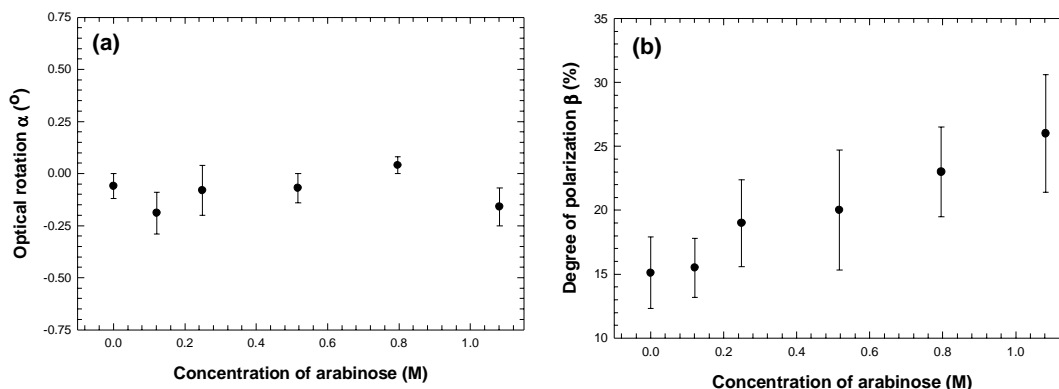 (a)
0.75
0.50
0.25
0.00
-0.25
-0.50
-0.75
Optical rotation α (°)
0.0 0.2 0.4 0.6 0.8 1.0
Concentration of arabinose (M)
(b)
35
30
25
20
15
10
Degree of polarization β (%)
0.0 0.2 0.4 0.6 0.8 1.0
Concentration of arabinose (M)